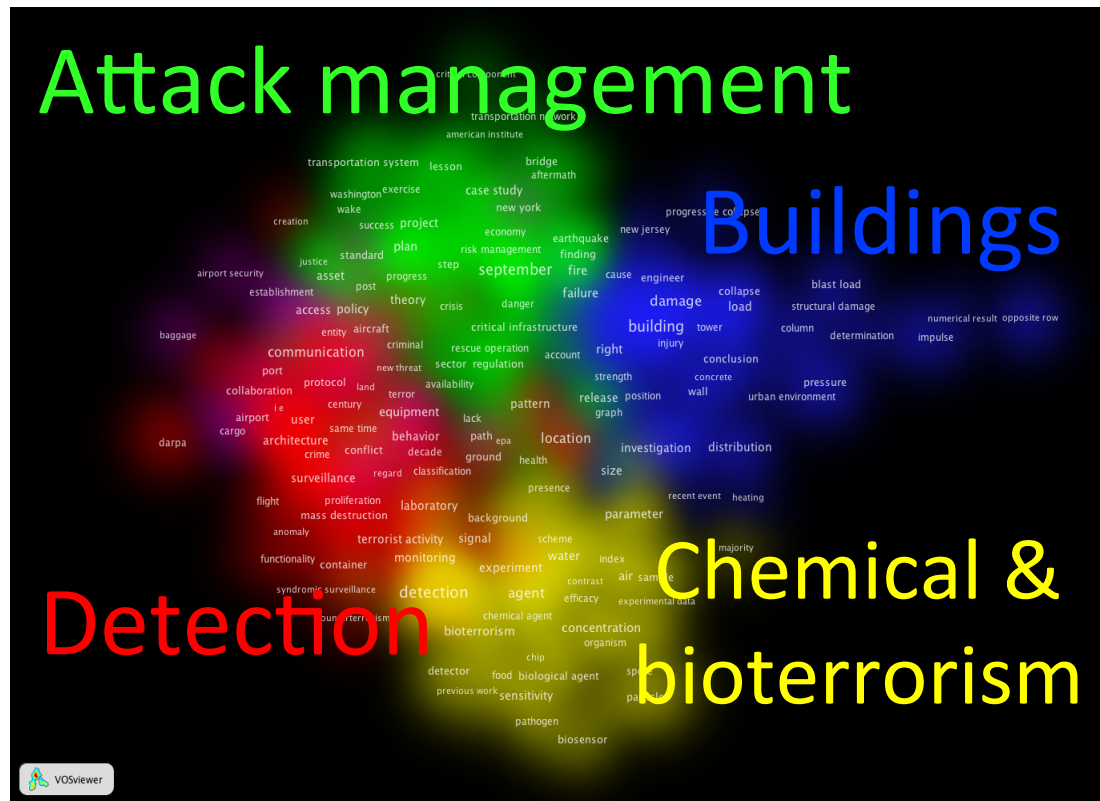 Attack management
transportation network
american institute
transportation system
lesson
bridge
aftermath
washington
exercise
case study
wake
new york
creation
success
project
progressive collapse
Buildings
economy
new jersey
plan
risk management
earthquake
justice
standard
finding
airport security
asset
progress
step
september
fire
cause
engineer
establishment
post
theory
crisis
danger
failure
damage
collapse
blast load
access
policy
load
structural damage
baggage
entity
aircraft
critical infrastructure
building
tower
column
determination
numerical result
opposite row
impulse
communication
criminal
rescue operation
account
right
injury
port
new threat
sector
regulation
conclusion
collaboration
protocol
land
availability
strength
concrete
pressure
terror
release
position
wall
urban environment
i e
century
equipment
pattern
graph
airport
user
lack
cargo
same time
darpa
architecture
behavior
path
epa
location
crime
conflict
decade
ground
health
investigation
distribution
surveillance
regard
classification
size
flight
proliferation
laboratory
presence
recent event
heating
mass destruction
background
parameter
anomaly
terrorist activity
signal
scheme
majority
functionality
container
monitoring
experiment
water
index
Chemical &
contrast
air
sample
syndromic surveillance
detection
agent
efficacy
experimental data
Detection
counterterrorism
chemical agent
bioterrorism
concentration
organism
chip
detector
food
biological agent
spore
bioterrorism
previous work
sensitivity
particle
pathogen
biosensor
VOSviewer